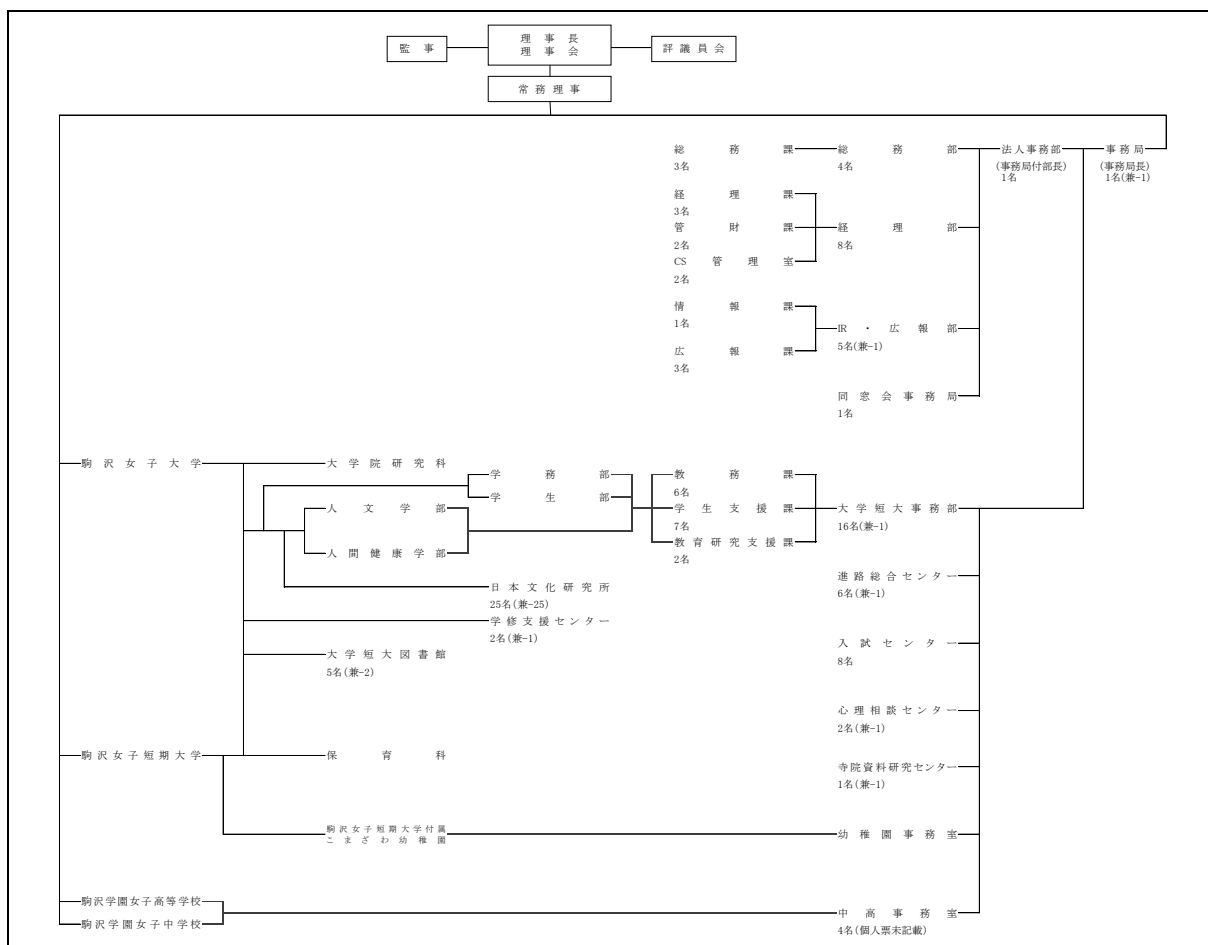 理事長
理事会
監事
評議員会
常務理事
総務課
3名
総務部
4名
法人事務部
(事務局付部長)
1名
事務局
(事務局長)
1名(兼-1)
経理課
3名
管財課
2名
CS管理室
2名
経理部
8名
情報課
1名
広報課
3名
IR・広報部
5名(兼-1)
同窓会事務局
1名
駒沢女子大学
大学院研究科
学務部
学生部
人文学部
人間健康学部
教務課
6名
学生支援課
7名
教育研究支援課
2名
大学短大事務部
16名(兼-1)
日本文化研究所
25名(兼-25)
学修支援センター
2名(兼-1)
大学短大図書館
5名(兼-2)
進路総合センター
6名(兼-1)
入試センター
8名
心理相談センター
2名(兼-1)
駒沢女子短期大学
保育科
寺院資料研究センター
1名(兼-1)
駒沢女子短期大学付属
こまざわ幼稚園
幼稚園事務室
駒沢学園女子高等学校
駒沢学園女子中学校
中高事務室
4名(個人票未記載)